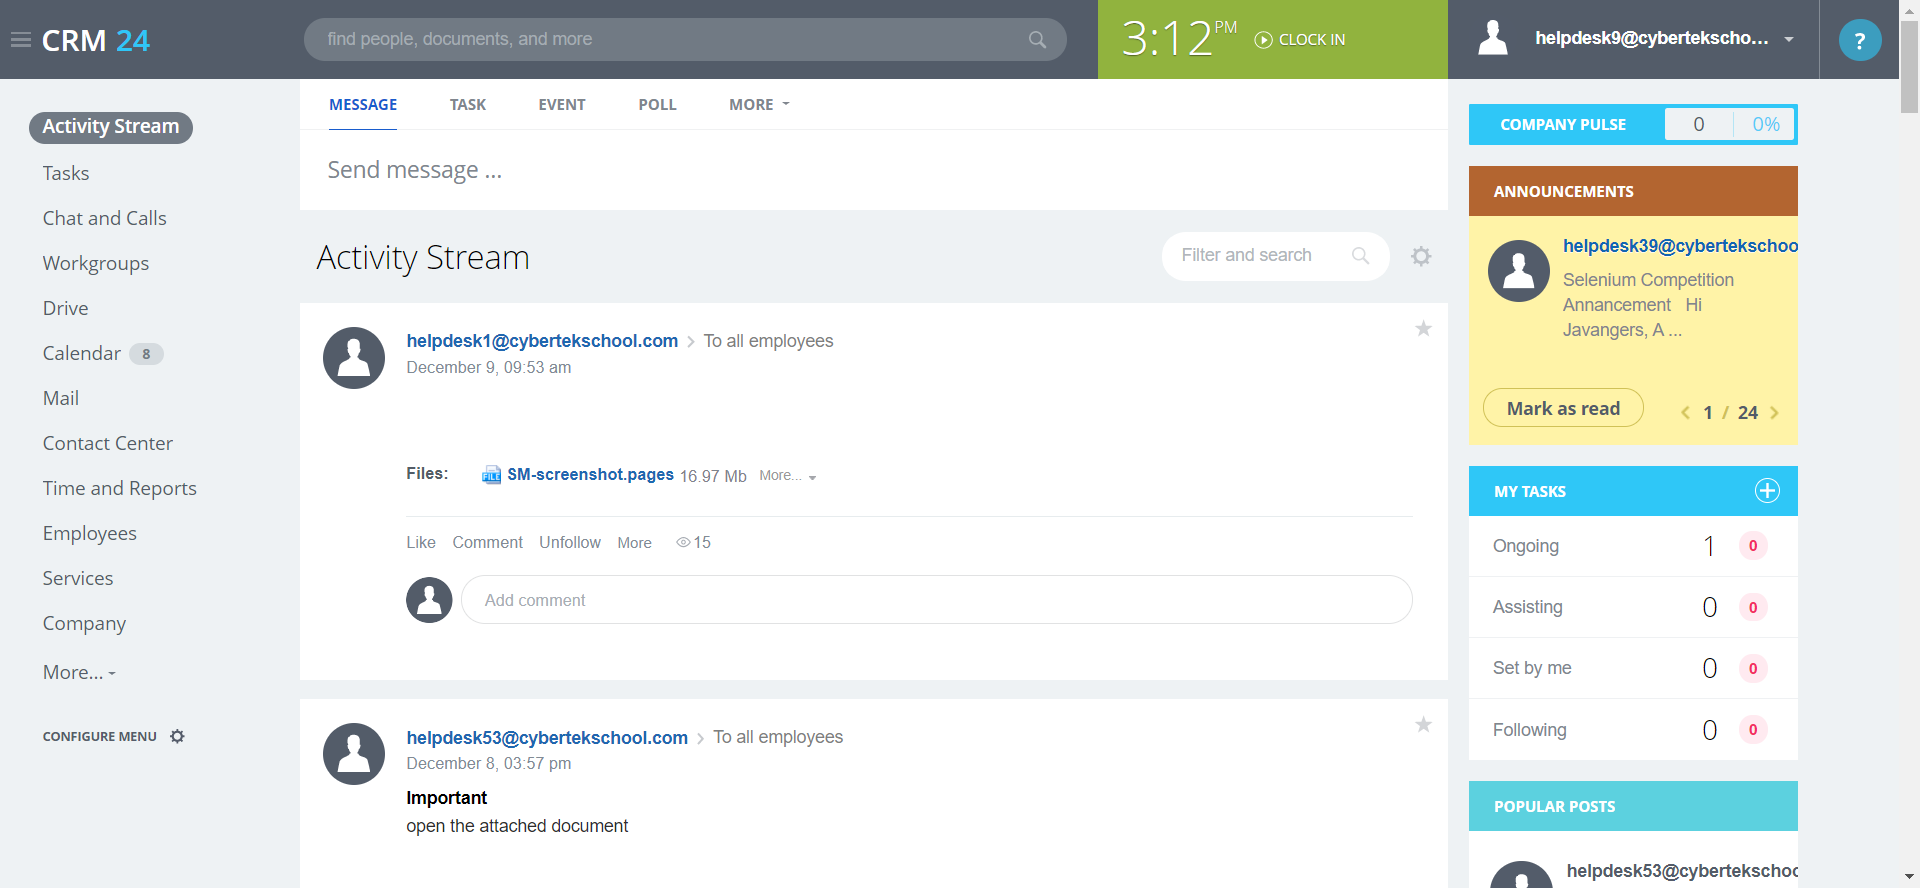 CRM 24
find people, documents, and more
3:12 PM
CLOCK IN
helpdesk9@cybertekscho...
?
Activity Stream
Tasks
Chat and Calls
Workgroups
Drive
Calendar 8
Mail
Contact Center
Time and Reports
Employees
Services
Company
More...
CONFIGURE MENU
MESSAGE TASK EVENT POLL MORE
Send message ...
Activity Stream
Filter and search
helpdesk1@cybertekschool.com > To all employees
December 9, 09:53 am
Files: FILE SM-screenshot.pages 16.97 Mb More...
Like Comment Unfollow More 15
Add comment
helpdesk53@cybertekschool.com > To all employees
December 8, 03:57 pm
Important
open the attached document
COMPANY PULSE 0 0%
ANNOUNCEMENTS
helpdesk39@cybertekschoo
Selenium Competition
Annancement Hi
Javangers, A ...
Mark as read
1 / 24
MY TASKS
Ongoing 1 0
Assisting 0 0
Set by me 0 0
Following 0 0
POPULAR POSTS
helpdesk53@cybertekschoo